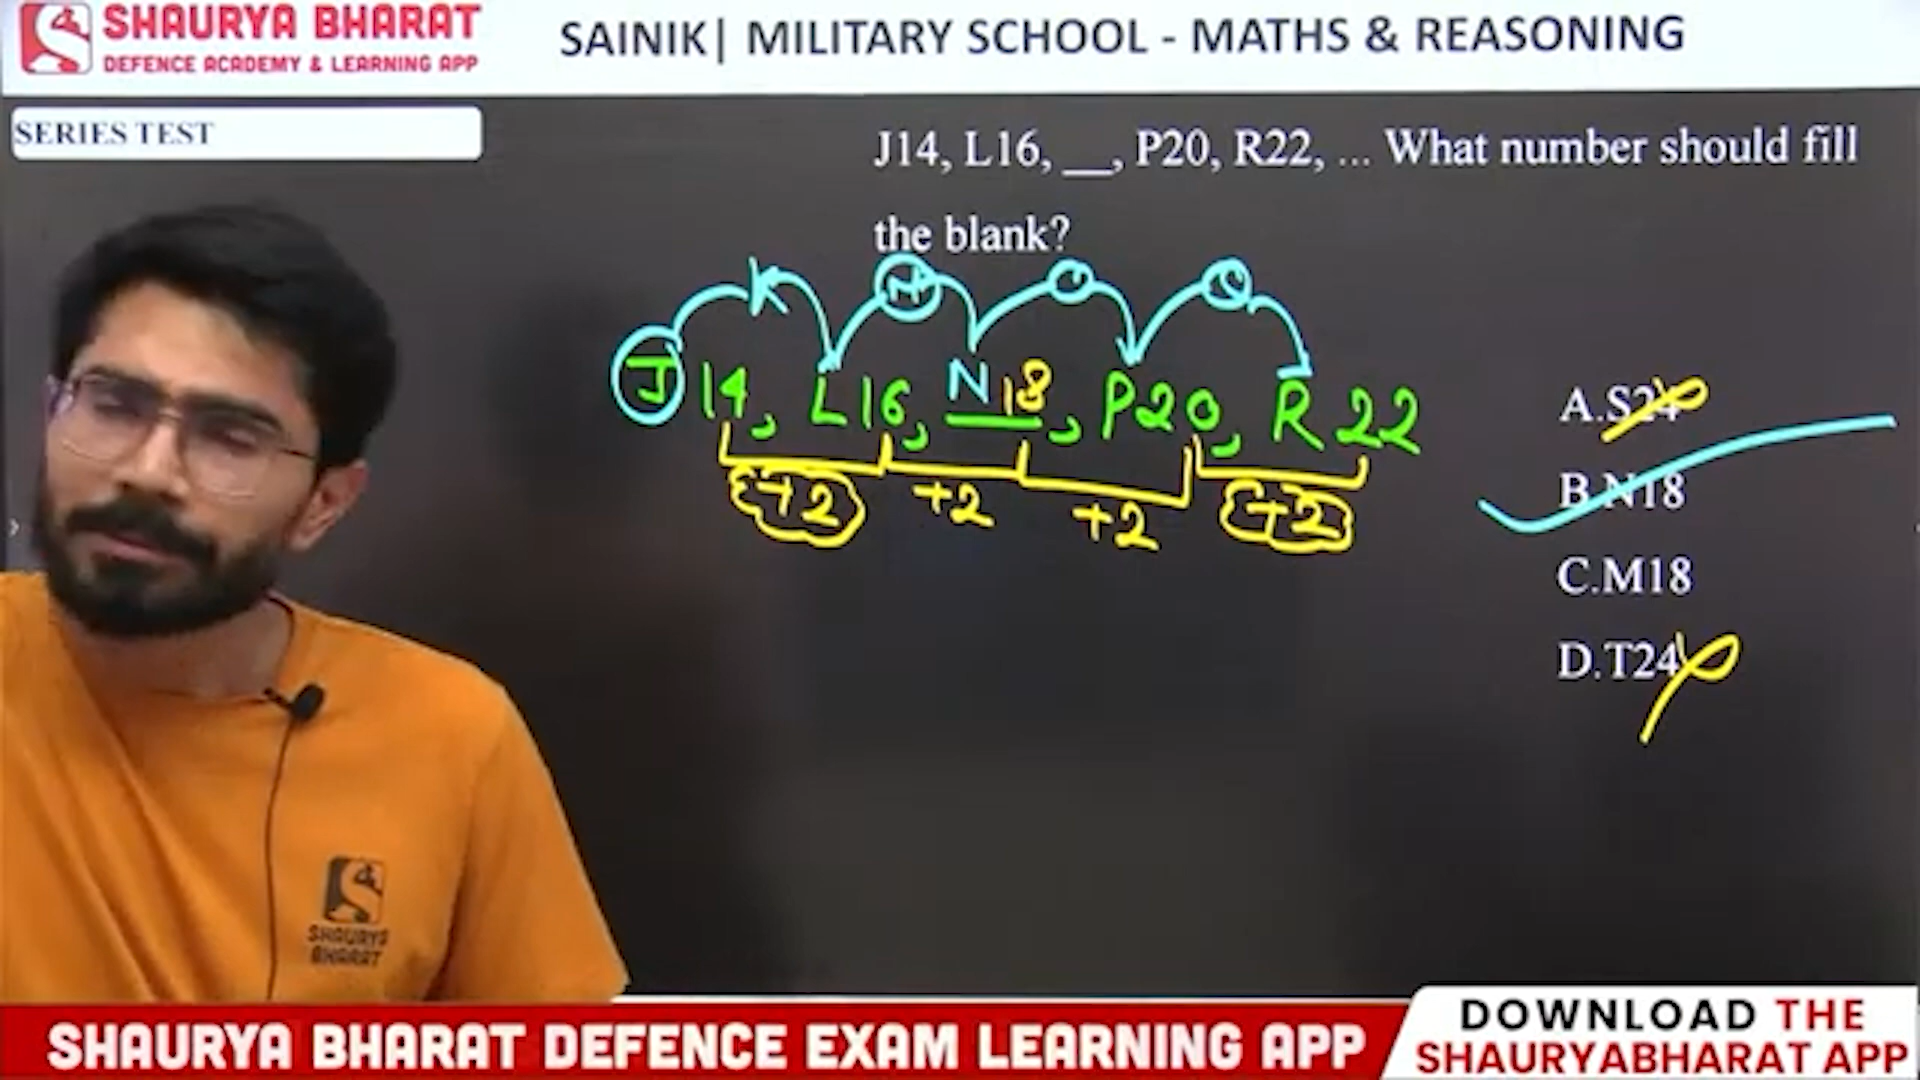 SHAURYA BHARAT
DEFENCE ACADEMY & LEARNING APP
SAINIK| MILITARY SCHOOL - MATHS & REASONING
SERIES TEST
J14, L16, __, P20, R22, ... What number should fill
the blank?
K M O Q
J14, L16, N18, P20, R22
+2 +2 +2 +2
A.S24
B.N18
C.M18
D.T24
SHAURYA
BHARAT
SHAURYA BHARAT DEFENCE EXAM LEARNING APP
DOWNLOAD THE
SHAURYABHARAT APP